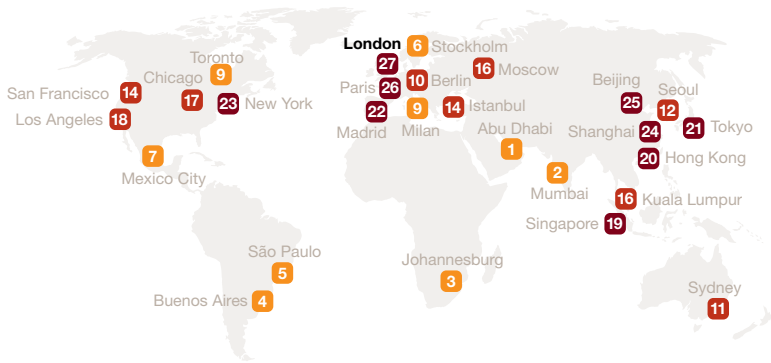 London
6 Stockholm
Toronto
27
9
Chicago
16 Moscow
10 Berlin
Paris 26
Beijing
San Francisco 14
17
23 New York
25
Seoul
22
9
14 Istanbul
12
Los Angeles 18
Madrid
Milan
Abu Dhabi
Shanghai 24
21 Tokyo
1
7
20 Hong Kong
Mexico City
2
Mumbai
16 Kuala Lumpur
Singapore 19
São Paulo
5
Johannesburg
3
Buenos Aires 4
Sydney
11